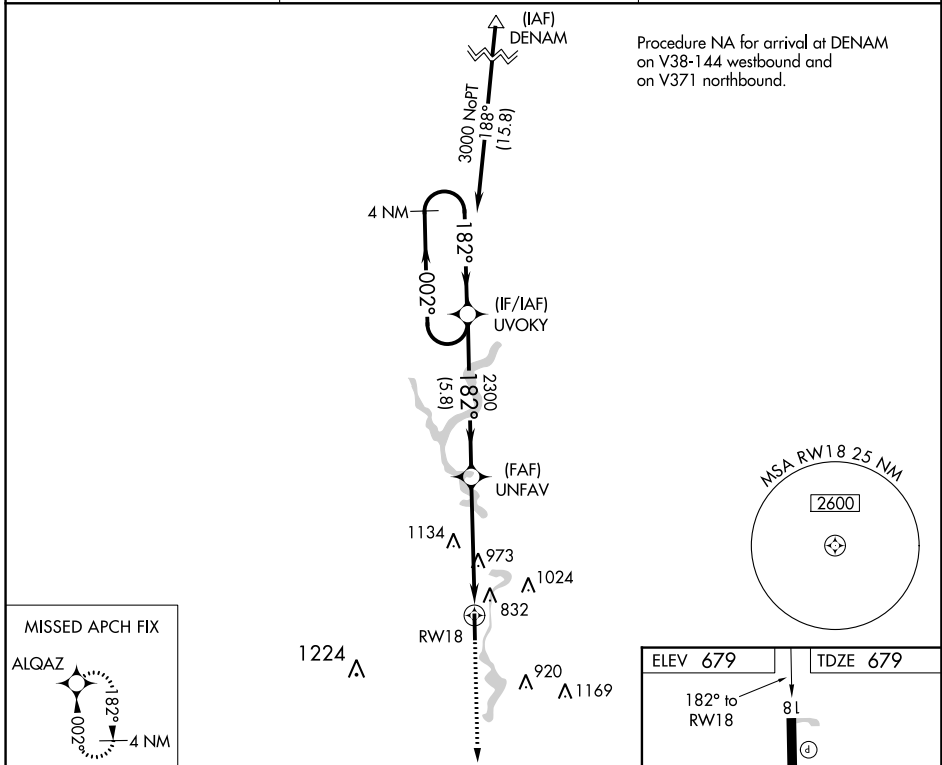 (IAF)
DENAM
Procedure NA for arrival at DENAM
on V38-144 westbound and
on V371 northbound.
3000 NoPT
188°
(15.8)
4 NM
182°
002°
(IF/IAF)
UVOKY
2300
182°
(5.8)
(FAF)
UNFAV
MSA RW18 25 NM
2600
1134
973
1024
832
RW18
1224
920
1169
MISSED APCH FIX
ALQAZ
182°
002°
4 NM
ELEV 679
TDZE 679
182° to
RW18
18
P